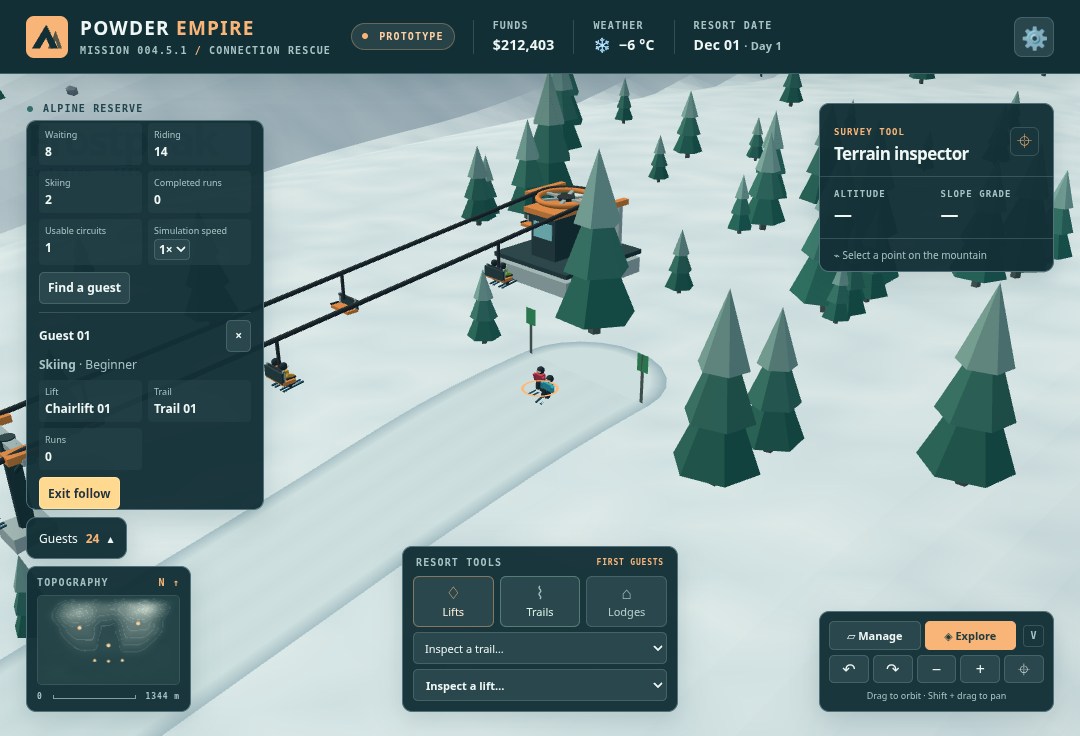 POWDER EMPIRE
MISSION 004.5.1 / CONNECTION RESCUE
PROTOTYPE
FUNDS
$212,403
WEATHER
−6 °C
RESORT DATE
Dec 01 · Day 1
ALPINE RESERVE
Waiting
8
Riding
14
Skiing
2
Completed runs
0
Usable circuits
1
Simulation speed
1×
Find a guest
Guest 01
×
Skiing · Beginner
Lift
Chairlift 01
Trail
Trail 01
Runs
0
Exit follow
Guests 24 ▲
TOPOGRAPHY N ↑
0 1344 m
SURVEY TOOL
Terrain inspector
ALTITUDE
—
SLOPE GRADE
—
⌁ Select a point on the mountain
RESORT TOOLS FIRST GUESTS
Lifts
Trails
Lodges
Inspect a trail...
Inspect a lift...
Manage
Explore
V
↶ ↷ − +
Drag to orbit · Shift + drag to pan